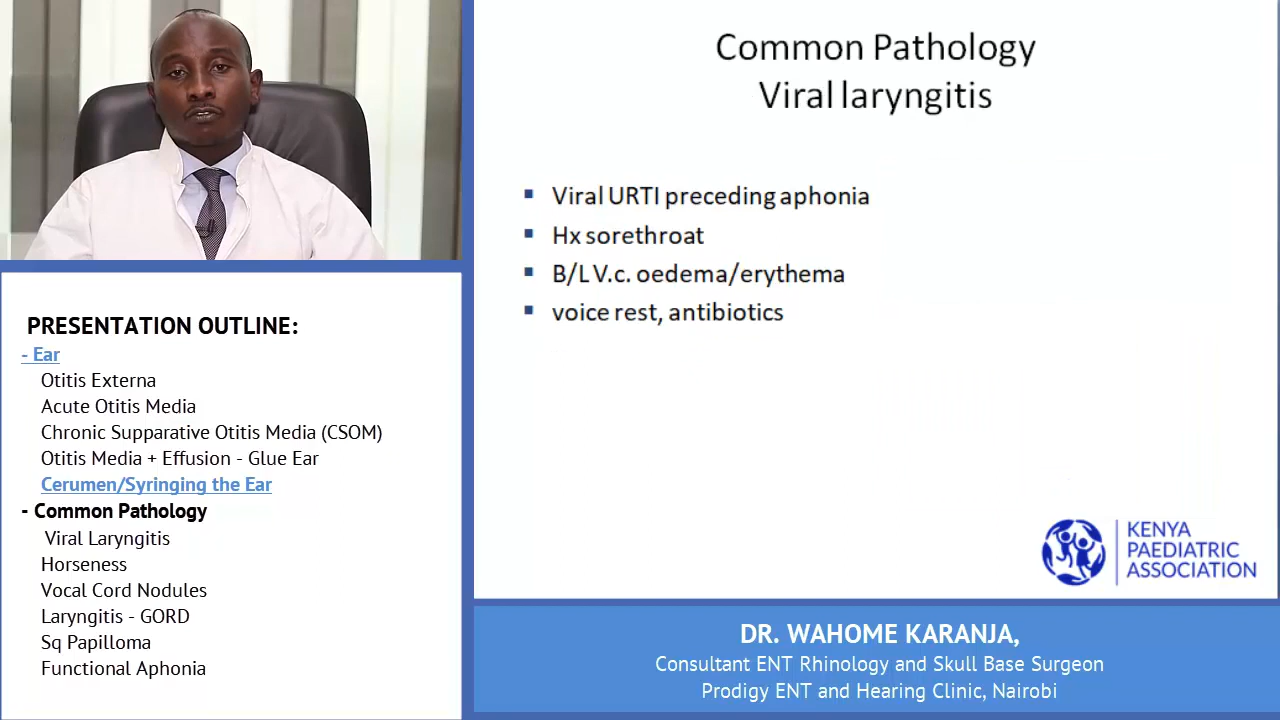 Common Pathology
Viral laryngitis
▪ Viral URTI preceding aphonia
▪ Hx sorethroat
▪ B/L V.c. oedema/erythema
▪ voice rest, antibiotics
PRESENTATION OUTLINE:
- Ear
Otitis Externa
Acute Otitis Media
Chronic Supparative Otitis Media (CSOM)
Otitis Media + Effusion - Glue Ear
Cerumen/Syringing the Ear
- Common Pathology
Viral Laryngitis
Horseness
Vocal Cord Nodules
Laryngitis - GORD
Sq Papilloma
Functional Aphonia
KENYA
PAEDIATRIC
ASSOCIATION
DR. WAHOME KARANJA,
Consultant ENT Rhinology and Skull Base Surgeon
Prodigy ENT and Hearing Clinic, Nairobi